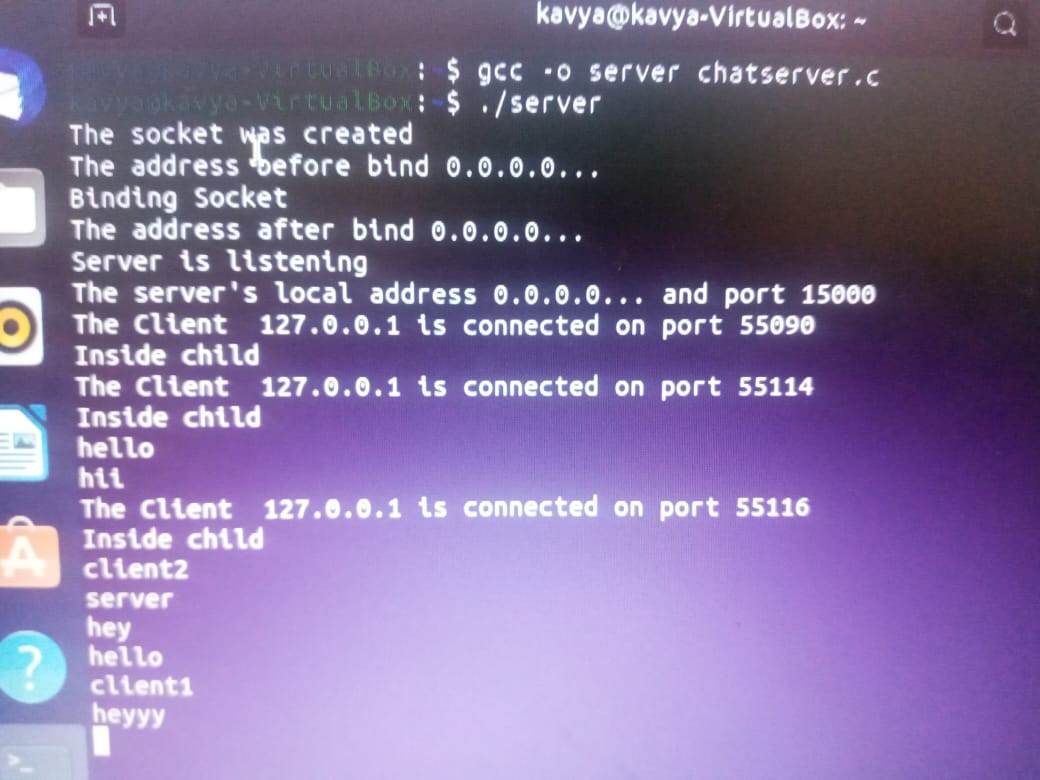 kavya@kavya-VirtualBox: ~
kavya@kavya-VirtualBox:~$ gcc -o server chatserver.c
kavya@kavya-VirtualBox:~$ ./server
The socket was created
The address before bind 0.0.0.0...
Binding Socket
The address after bind 0.0.0.0...
Server is listening
The server's local address 0.0.0.0... and port 15000
The Client  127.0.0.1 is connected on port 55090
Inside child
The Client  127.0.0.1 is connected on port 55114
Inside child
hello
hii
The Client  127.0.0.1 is connected on port 55116
Inside child
client2
server
hey
hello
client1
heyyy